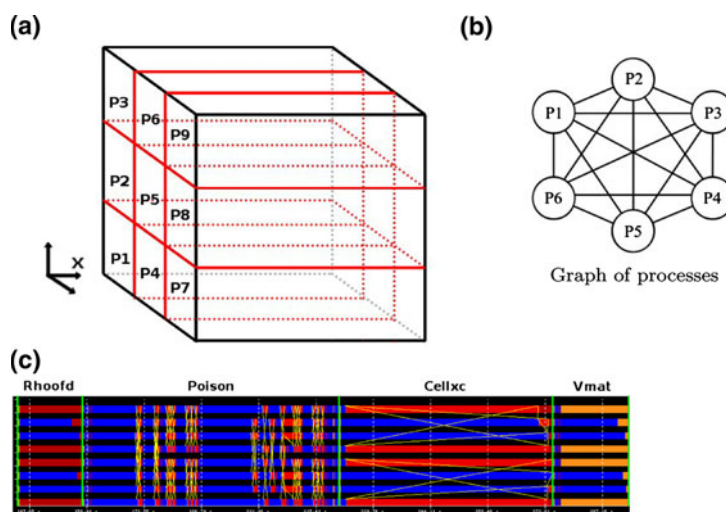 (a)
P3
P6
P9
P2
P5
P8
P1
P4
P7
X
(b)
P2
P1
P3
P6
P4
P5
Graph of processes
(c)
Rhoofd Poison Cellxc Vmat